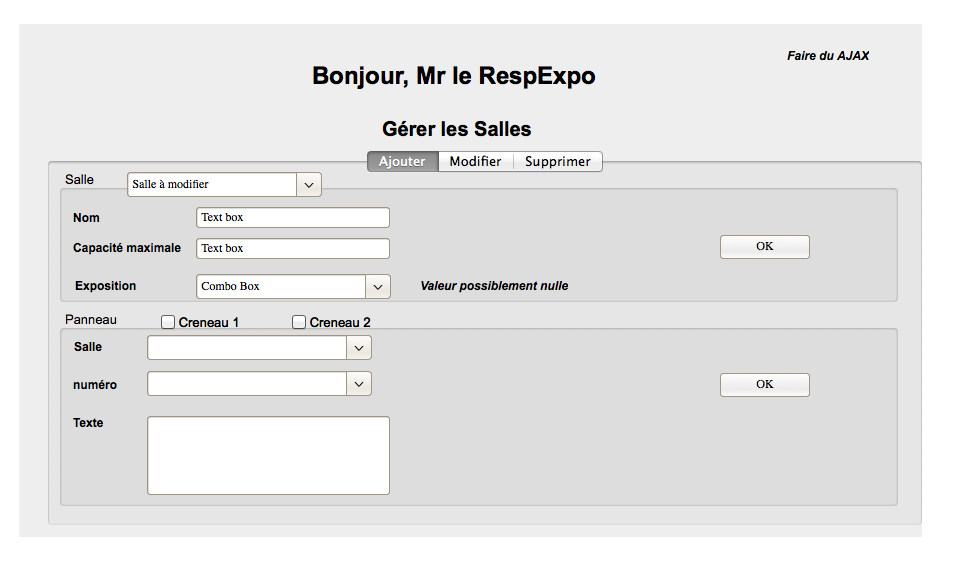 Faire du AJAX
Bonjour, Mr le RespExpo
Gérer les Salles
Ajouter Modifier Supprimer
Salle Salle à modifier
Nom Text box
Capacité maximale Text box
OK
Exposition Combo Box Valeur possiblement nulle
Panneau Creneau 1 Creneau 2
Salle
numéro
OK
Texte